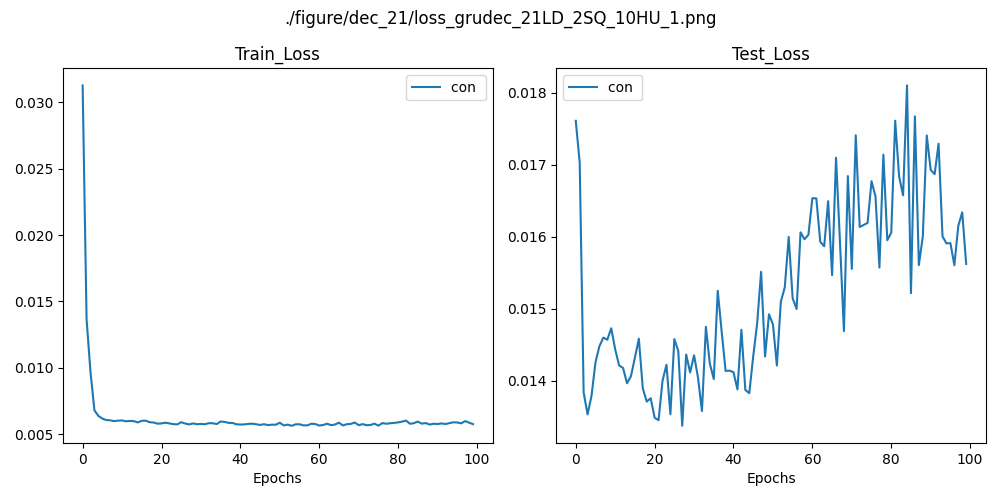 ./figure/dec_21/loss_grudec_21LD_2SQ_10HU_1.png
Train_Loss
con
0.030
0.025
0.020
0.015
0.010
0.005
0 20 40 60 80 100
Epochs
Test_Loss
con
0.018
0.017
0.016
0.015
0.014
0 20 40 60 80 100
Epochs